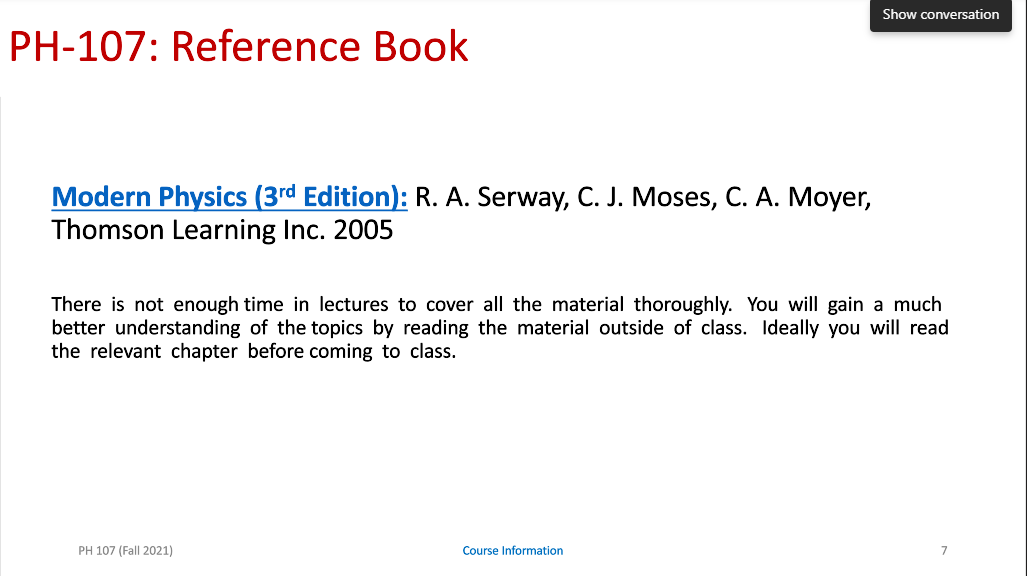 Show conversation
PH-107: Reference Book
Modern Physics (3rd Edition): R. A. Serway, C. J. Moses, C. A. Moyer,
Thomson Learning Inc. 2005
There is not enough time in lectures to cover all the material thoroughly. You will gain a much
better understanding of the topics by reading the material outside of class. Ideally you will read
the relevant chapter before coming to class.
PH 107 (Fall 2021)
Course Information
7